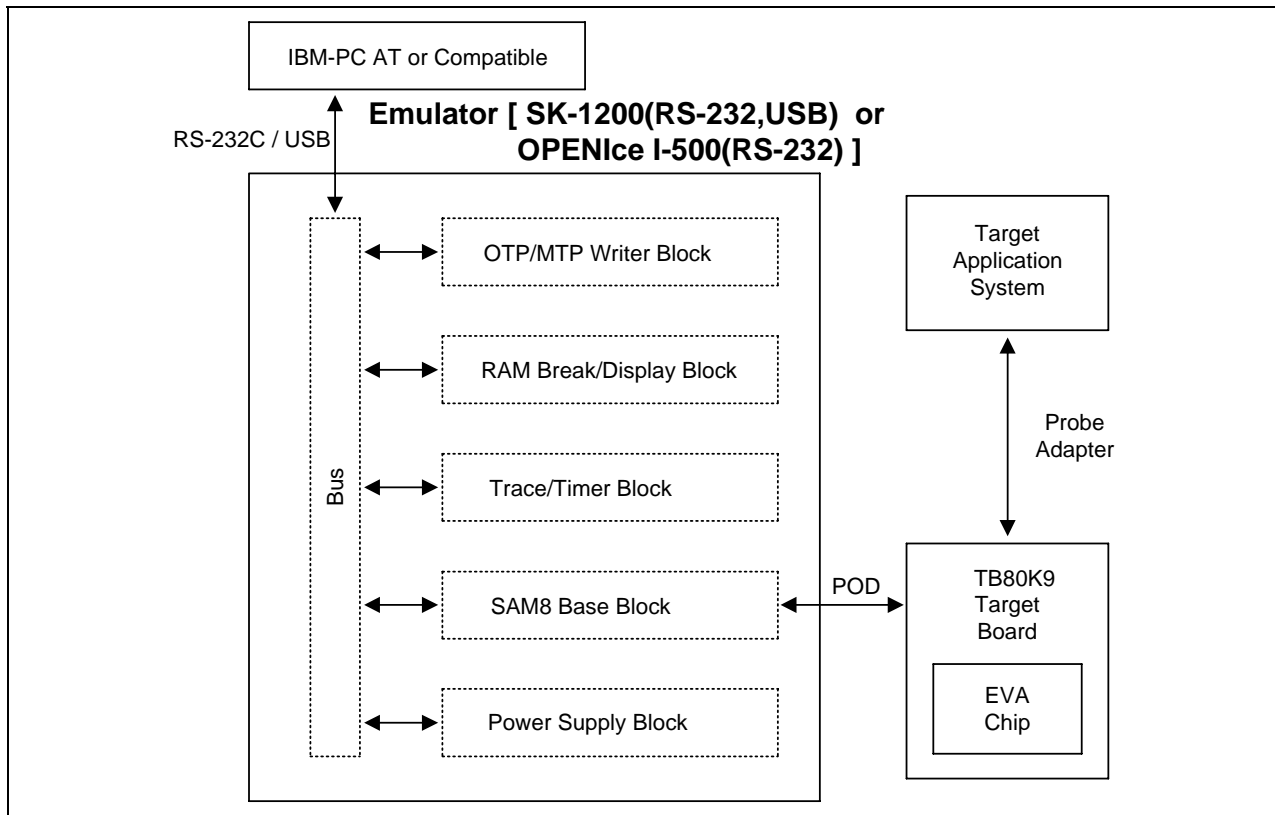 IBM-PC AT or Compatible
Emulator [ SK-1200(RS-232,USB) or
OPENIce I-500(RS-232) ]
RS-232C / USB
Bus
OTP/MTP Writer Block
RAM Break/Display Block
Trace/Timer Block
SAM8 Base Block
Power Supply Block
POD
Target
Application
System
Probe
Adapter
TB80K9
Target
Board
EVA
Chip